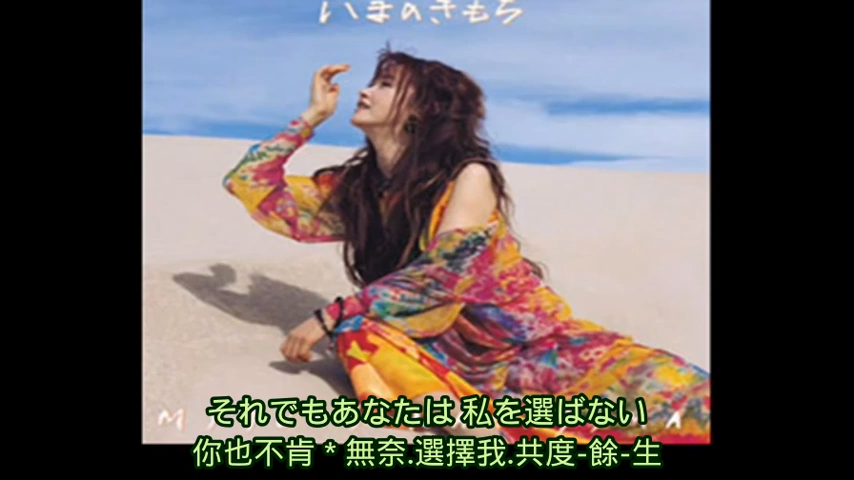 いまのきもち
それでもあなたは 私を選ばない
你也不肯 * 無奈.選擇我.共度-餘-生